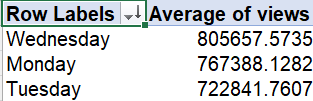 Row Labels Average of views
Wednesday 805657.5735
Monday 767388.1282
Tuesday 722841.7607